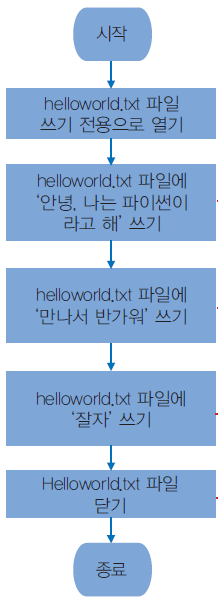 시작
helloworld.txt 파일
쓰기 전용으로 열기
helloworld.txt 파일에
‘안녕, 나는 파이썬이
라고 해’ 쓰기
helloworld.txt 파일에
‘만나서 반가워’ 쓰기
helloworld.txt 파일에
‘잘자’ 쓰기
Helloworld.txt 파일
닫기
종료